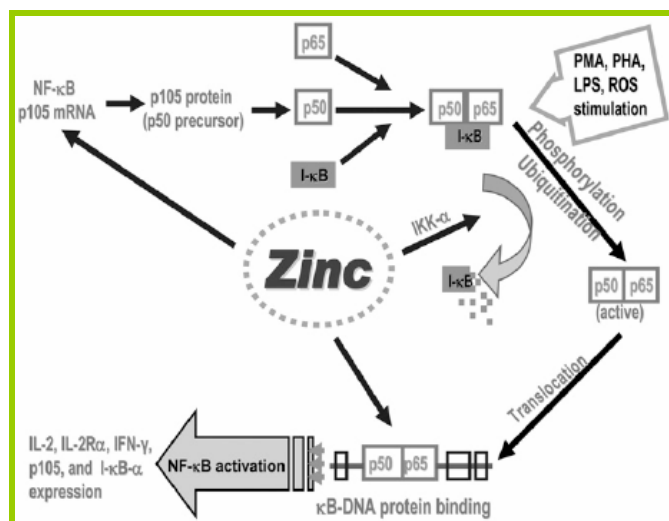 p65
NF-κB
p105 mRNA
p105 protein
(p50 precursor)
p50
p50 p65
I-κB
I-κB
PMA, PHA,
LPS, ROS
stimulation
Phosphorylation
Ubiquitination
Zinc
IKK-α
I-κB
p50 p65
(active)
Translocation
IL-2, IL-2Rα, IFN-γ,
p105, and I-κB-α
expression
NF-κB activation
p50 p65
κB-DNA protein binding